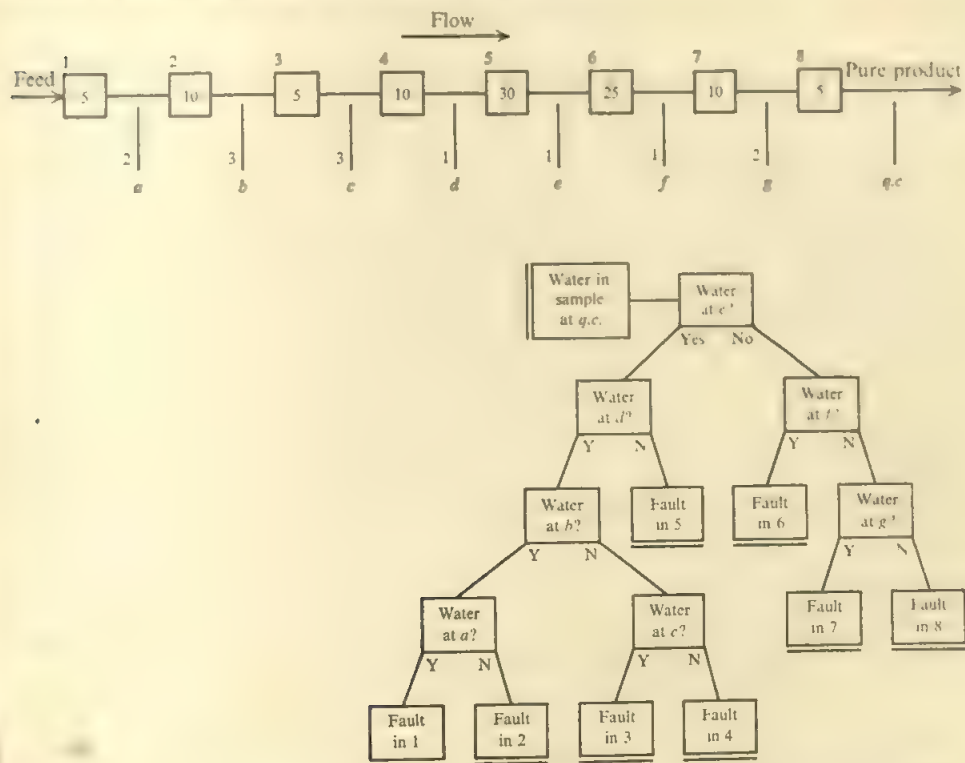 Flow
1 2 3 4 5 6 7 8
Feed 5 10 5 10 30 25 10 5 Pure product
2 3 3 1 1 1 2
a b c d e f g q.c
Water in
sample
at q.c.
Water
at e?
Yes No
Water
at d?
Y N
Water
at f?
Y N
Water
at b?
Y N
Fault
in 5
Fault
in 6
Water
at g?
Y N
Water
at a?
Y N
Water
at c?
Y N
Fault
in 7
Fault
in 8
Fault
in 1
Fault
in 2
Fault
in 3
Fault
in 4